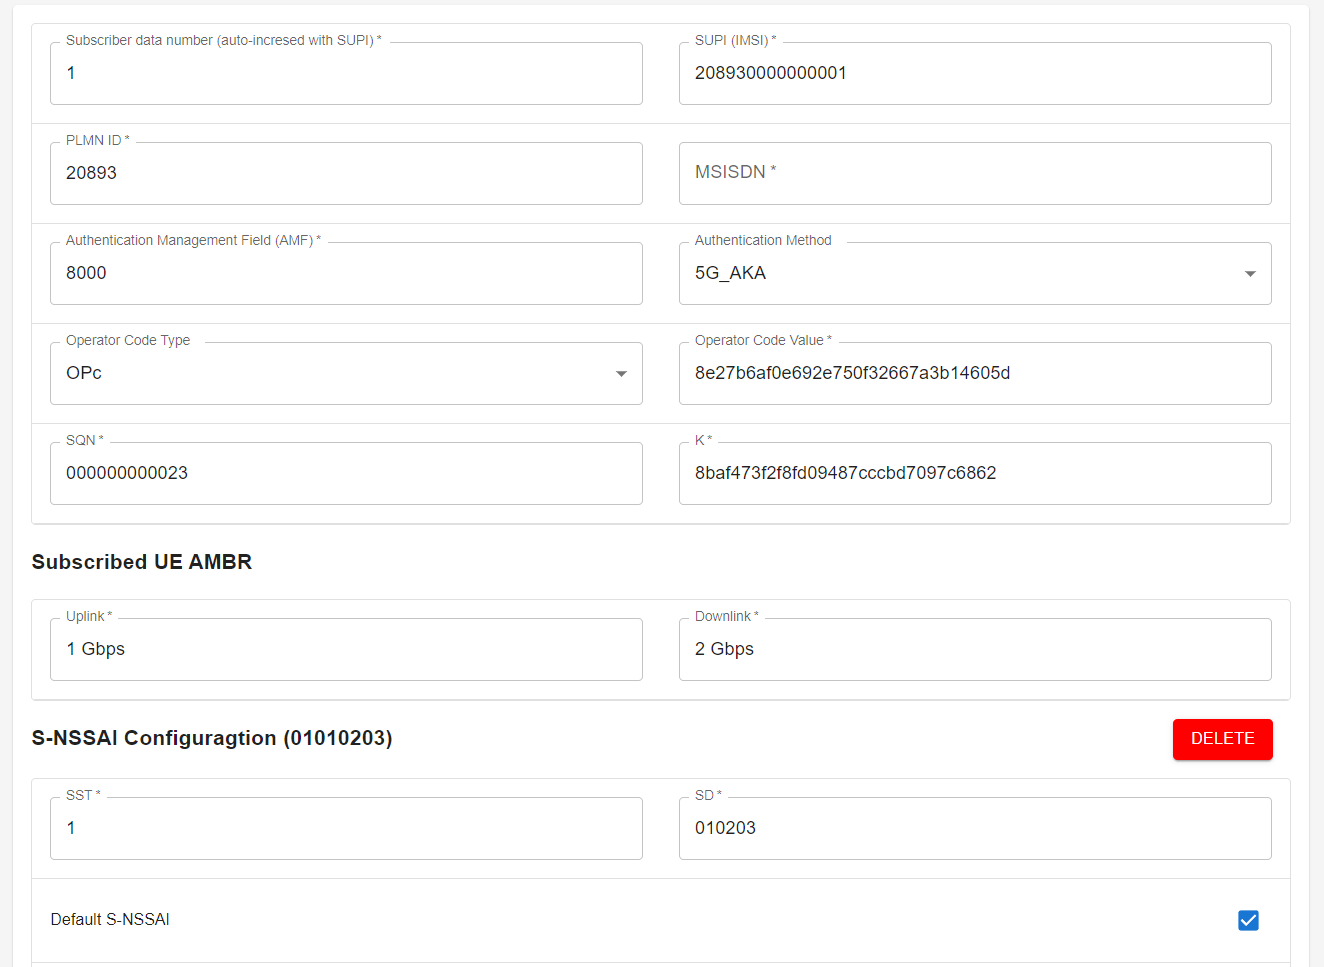 Subscriber data number (auto-incresed with SUPI) *
1
SUPI (IMSI) *
208930000000001
PLMN ID *
20893
MSISDN *
Authentication Management Field (AMF) *
8000
Authentication Method
5G_AKA
Operator Code Type
OPc
Operator Code Value *
8e27b6af0e692e750f32667a3b14605d
SQN *
000000000023
K *
8baf473f2f8fd09487cccbd7097c6862
Subscribed UE AMBR
Uplink *
1 Gbps
Downlink *
2 Gbps
S-NSSAI Configuragtion (01010203)
DELETE
SST *
1
SD *
010203
Default S-NSSAI